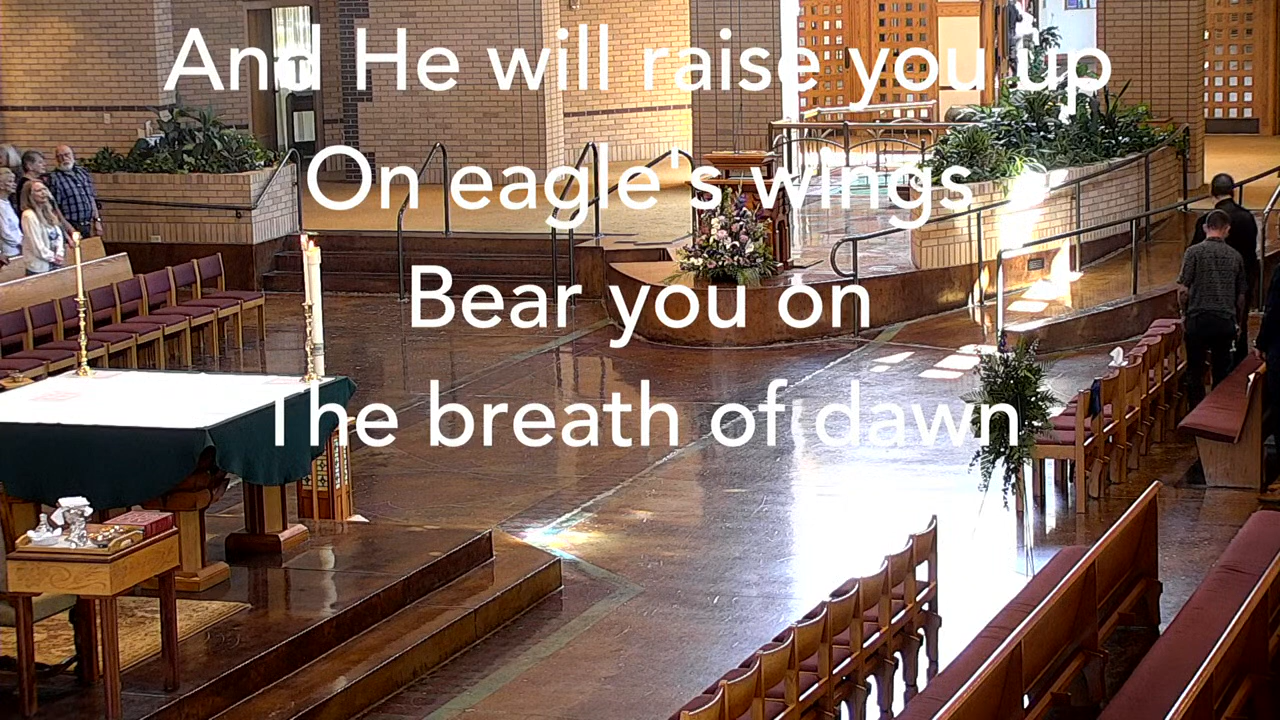 And He will raise you up
On eagle's wings
Bear you on
The breath of dawn